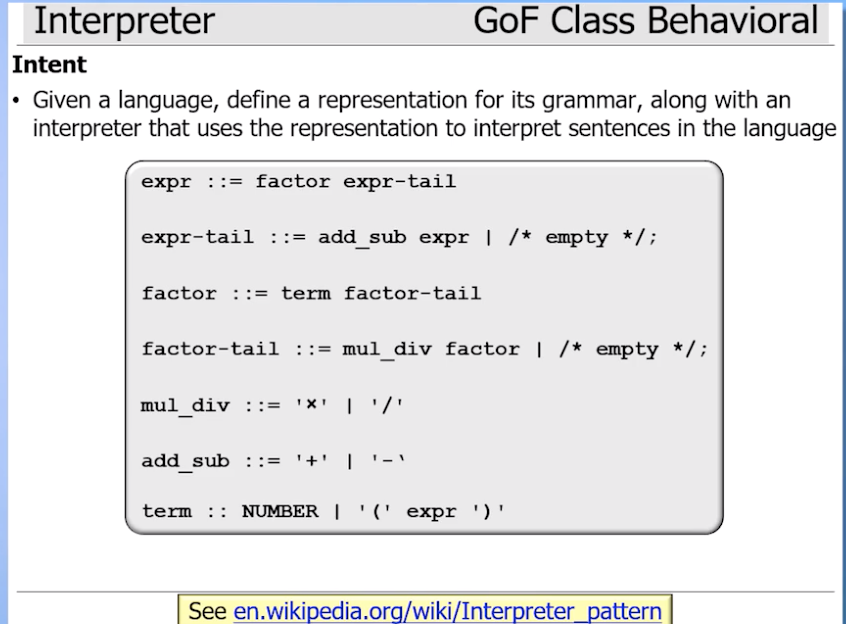 Interpreter GoF Class Behavioral
Intent
• Given a language, define a representation for its grammar, along with an
interpreter that uses the representation to interpret sentences in the language
expr ::= factor expr-tail
expr-tail ::= add_sub expr | /* empty */;
factor ::= term factor-tail
factor-tail ::= mul_div factor | /* empty */;
mul_div ::= '×' | '/'
add_sub ::= '+' | '-‵
term :: NUMBER | '(' expr ')'
See en.wikipedia.org/wiki/Interpreter_pattern